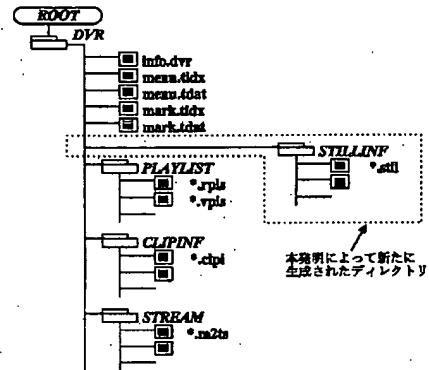 ROOT
DVR
info.dvr
menu.tidx
menu.tdat
mark.tidx
mark.tdat
STILLINF
*.stil
PLAYLIST
*.rpls
*.vpls
CLIPINF
*.clpi
本発明によって新たに
生成されたディレクトリ
STREAM
*.m2ts